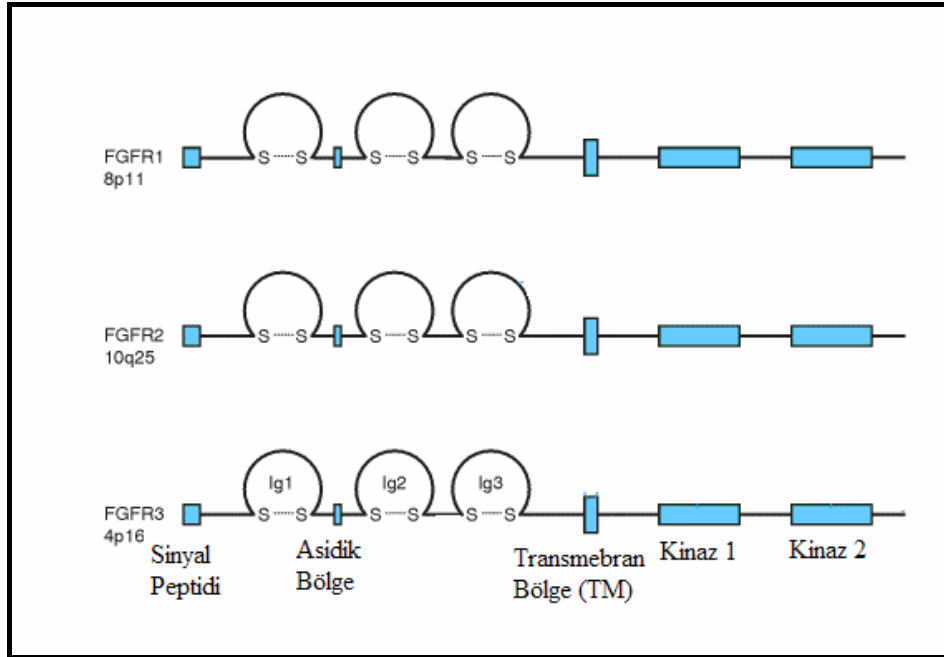 S S S S S S
FGFR1
8p11
S S S S S S
FGFR2
10q25
Ig1 Ig2 Ig3
S S S S S S
FGFR3
4p16
Sinyal
Peptidi
Asidik
Bölge
Transmebran
Bölge (TM)
Kinaz 1
Kinaz 2